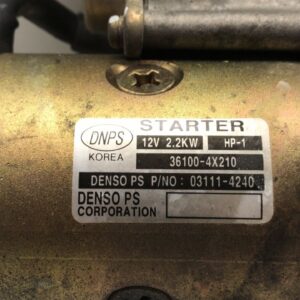 STARTER
DNPS
KOREA
12V 2.2KW HP-1
36100-4X210
DENSO PS P/NO : 03111-4240
DENSO PS
CORPORATION